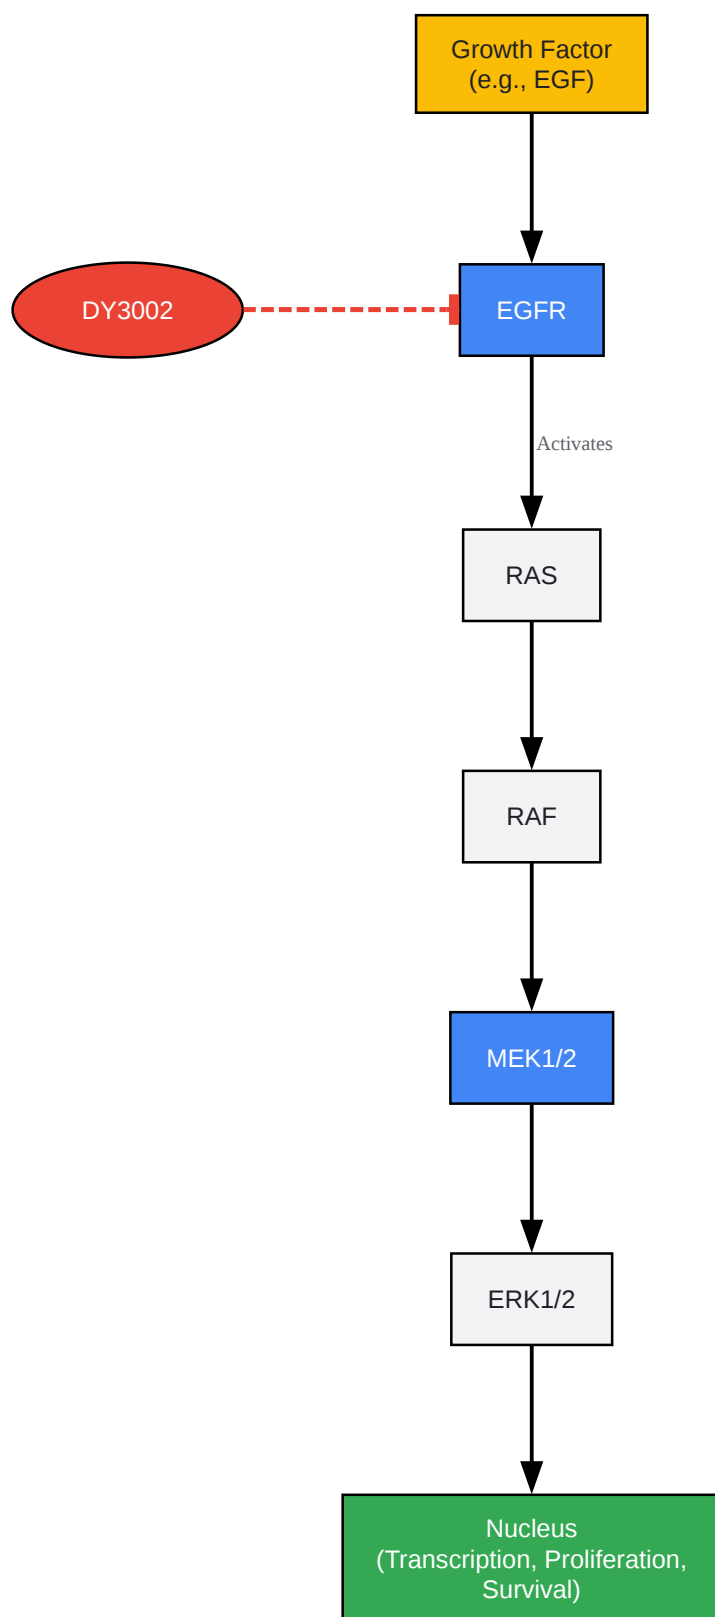 Growth Factor
(e.g., EGF)
DY3002
EGFR
Activates
RAS
RAF
MEK1/2
ERK1/2
Nucleus
(Transcription, Proliferation,
Survival)